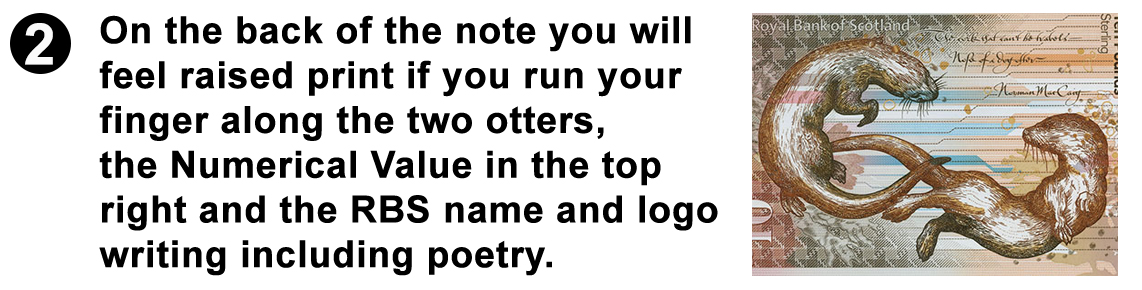 2
On the back of the note you will
feel raised print if you run your
finger along the two otters,
the Numerical Value in the top
right and the RBS name and logo
writing including poetry.
Royal Bank of Scotland
Sterling
Norman MacCaig
10